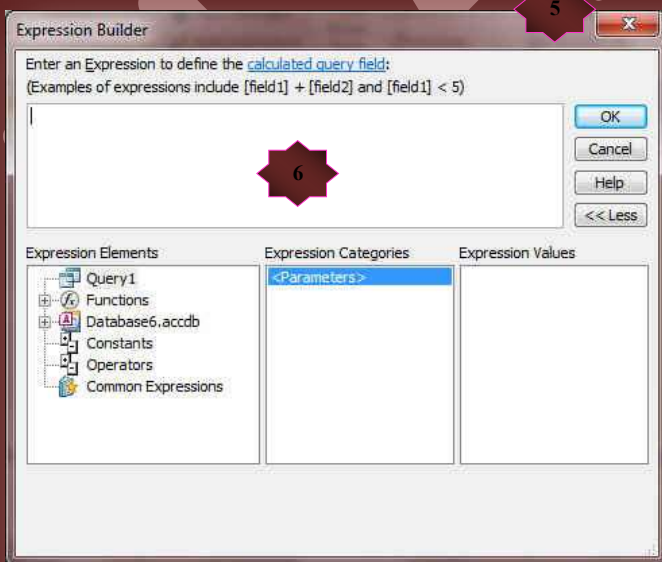 5
Expression Builder
Enter an Expression to define the calculated query field:
(Examples of expressions include [field1] + [field2] and [field1] < 5)
OK
Cancel
6
Help
<< Less
Expression Elements
Query1
Functions
Database6.accdb
Constants
Operators
Common Expressions
Expression Categories
<Parameters>
Expression Values